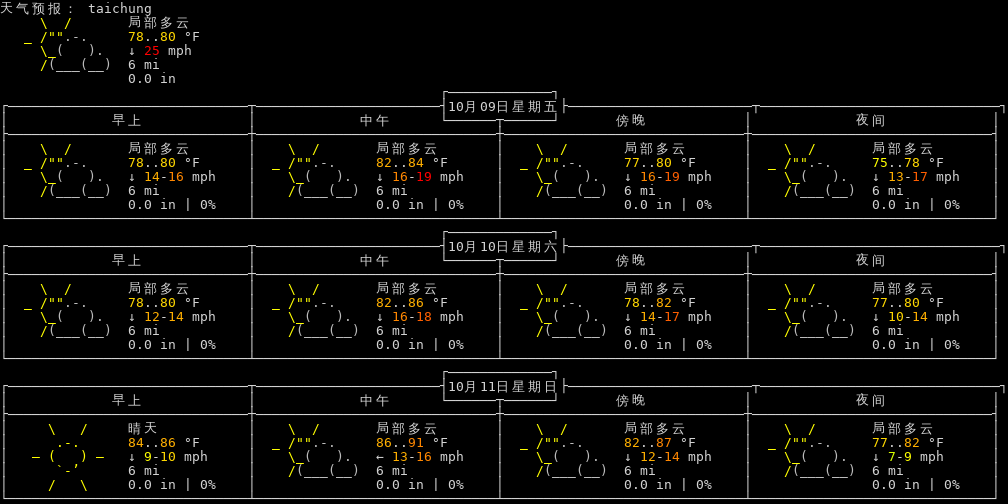 天气预报： taichung
局部多云
78..80 °F
↓ 25 mph
6 mi
0.0 in
10月09日星期五
早上 中午 傍晚 夜间
局部多云 局部多云 局部多云 局部多云
78..80 °F 82..84 °F 77..80 °F 75..78 °F
↓ 14-16 mph ↓ 16-19 mph ↓ 16-19 mph ↓ 13-17 mph
6 mi 6 mi 6 mi 6 mi
0.0 in | 0% 0.0 in | 0% 0.0 in | 0% 0.0 in | 0%
10月10日星期六
早上 中午 傍晚 夜间
局部多云 局部多云 局部多云 局部多云
78..80 °F 82..86 °F 78..82 °F 77..80 °F
↓ 12-14 mph ↓ 16-18 mph ↓ 14-17 mph ↓ 10-14 mph
6 mi 6 mi 6 mi 6 mi
0.0 in | 0% 0.0 in | 0% 0.0 in | 0% 0.0 in | 0%
10月11日星期日
早上 中午 傍晚 夜间
晴天 局部多云 局部多云 局部多云
84..86 °F 86..91 °F 82..87 °F 77..82 °F
↓ 9-10 mph ← 13-16 mph ↓ 12-14 mph ↓ 7-9 mph
6 mi 6 mi 6 mi 6 mi
0.0 in | 0% 0.0 in | 0% 0.0 in | 0% 0.0 in | 0%